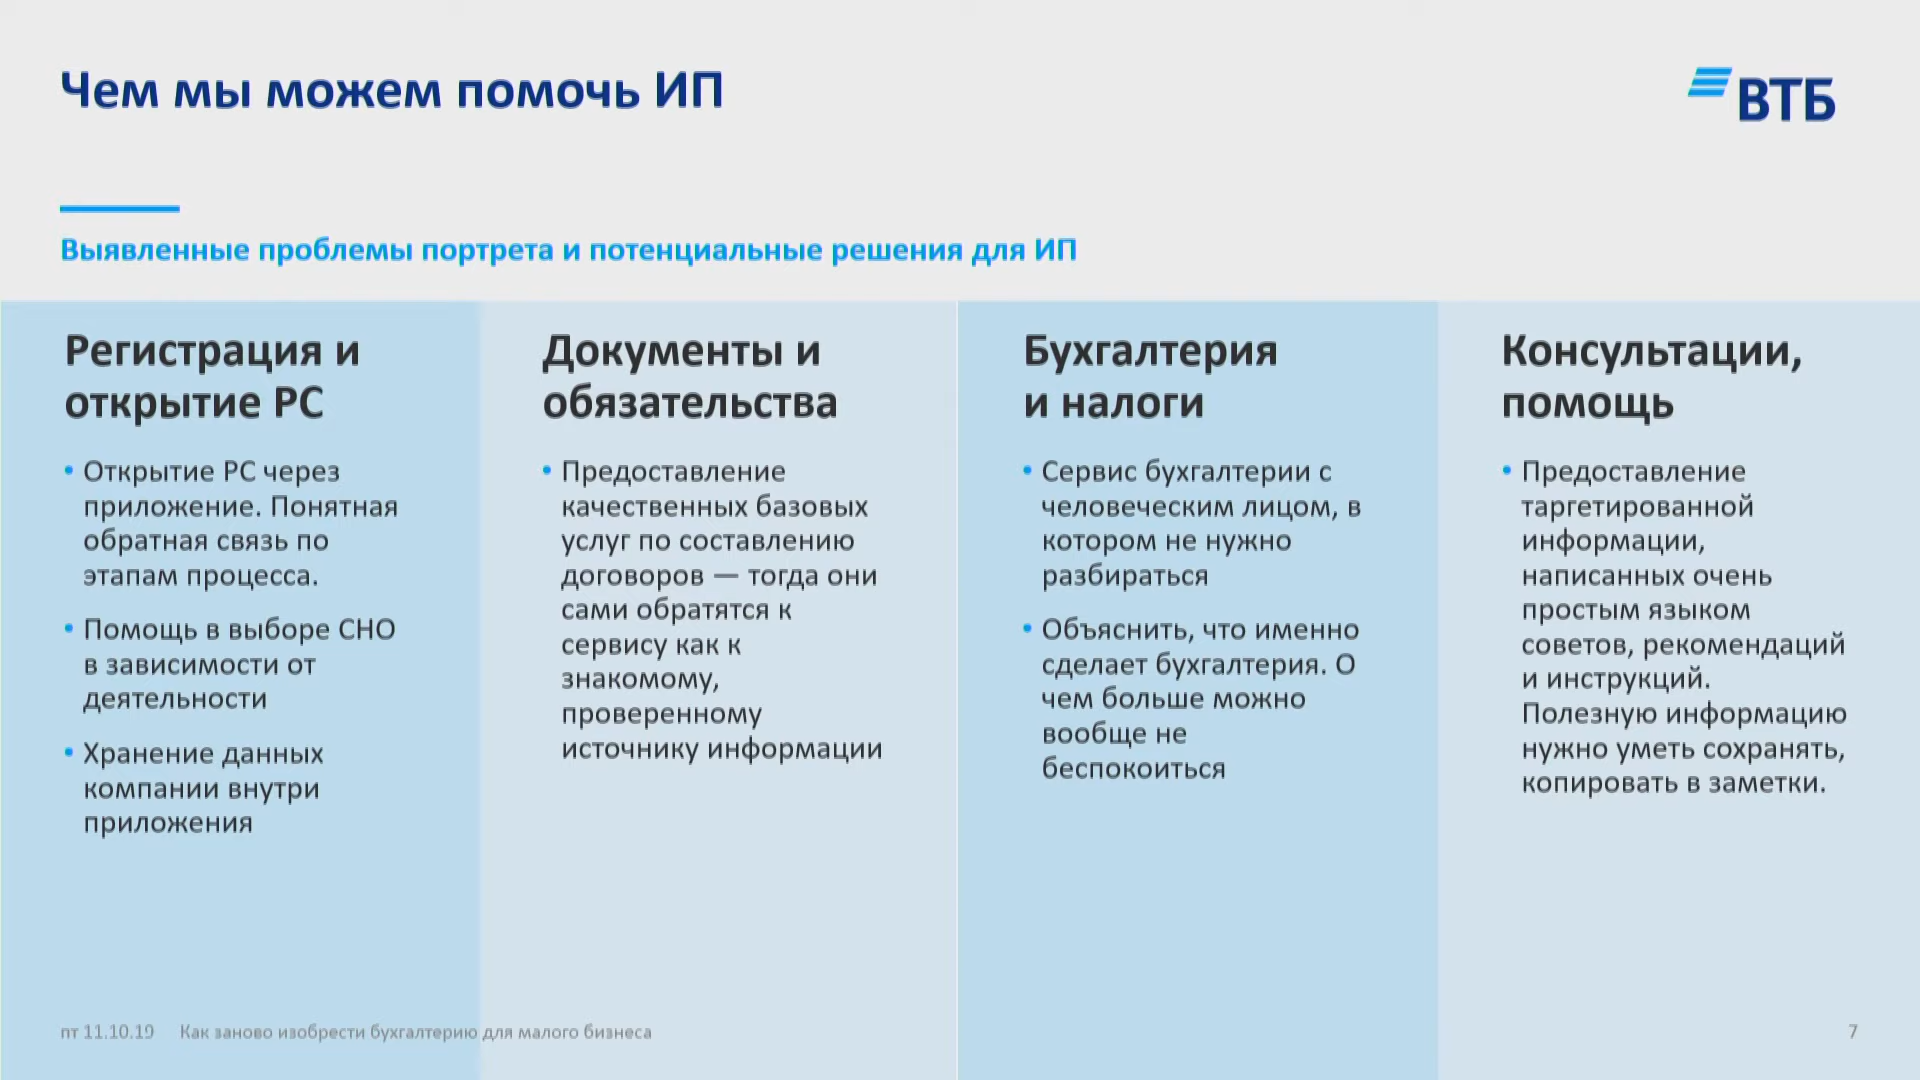 Чем мы можем помочь ИП
ВТБ
Выявленные проблемы портрета и потенциальные решения для ИП
Регистрация и
открытие РС
• Открытие РС через
приложение. Понятная
обратная связь по
этапам процесса.
• Помощь в выборе СНО
в зависимости от
деятельности
• Хранение данных
компании внутри
приложения
Документы и
обязательства
• Предоставление
качественных базовых
услуг по составлению
договоров — тогда они
сами обратятся к
сервису как к
знакомому,
проверенному
источнику информации
Бухгалтерия
и налоги
• Сервис бухгалтерии с
человеческим лицом, в
котором не нужно
разбираться
• Объяснить, что именно
сделает бухгалтерия. О
чем больше можно
вообще не
беспокоиться
Консультации,
помощь
• Предоставление
таргетированной
информации,
написанных очень
простым языком
советов, рекомендаций
и инструкций.
Полезную информацию
нужно уметь сохранять,
копировать в заметки.
пт 11.10.19 Как заново изобрести бухгалтерию для малого бизнеса
7